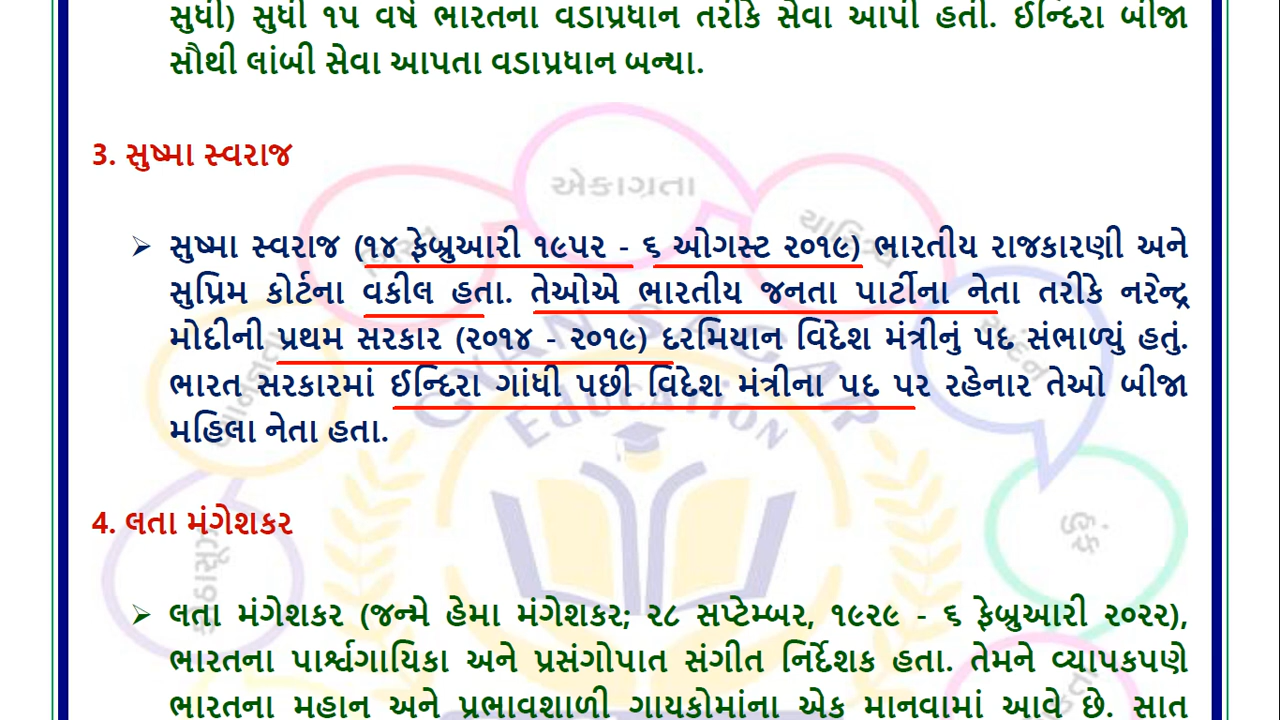 સુધી) સુધી ૧૫ વર્ષ ભારતના વડાપ્રધાન તરીકે સેવા આપી હતી. ઈન્દિરા બીજા
સૌથી લાંબી સેવા આપતા વડાપ્રધાન બન્યા.
3. સુષ્મા સ્વરાજ
➢ સુષ્મા સ્વરાજ (૧૪ ફેબ્રુઆરી ૧૯૫૨ - ૬ ઓગસ્ટ ૨૦૧૯) ભારતીય રાજકારણી અને
સુપ્રિમ કોર્ટના વકીલ હતા. તેઓએ ભારતીય જનતા પાર્ટીના નેતા તરીકે નરેન્દ્ર
મોદીની પ્રથમ સરકાર (૨૦૧૪ - ૨૦૧૯) દરમિયાન વિદેશ મંત્રીનું પદ સંભાળ્યું હતું.
ભારત સરકારમાં ઈન્દિરા ગાંધી પછી વિદેશ મંત્રીના પદ પર રહેનાર તેઓ બીજા
મહિલા નેતા હતા.
4. લતા મંગેશકર
➢ લતા મંગેશકર (જન્મે હેમા મંગેશકર; ૨૮ સપ્ટેમ્બર, ૧૯૨૯ - ૬ ફેબ્રુઆરી ૨૦૨૨),
ભારતના પાર્શ્વગાયિકા અને પ્રસંગોપાત સંગીત નિર્દેશક હતા. તેમને વ્યાપકપણે
ભારતના મહાન અને પ્રભાવશાળી ગાયકોમાંના એક માનવામાં આવે છે. સાત
એકાગ્રતા
GYAN SAGAR
Education